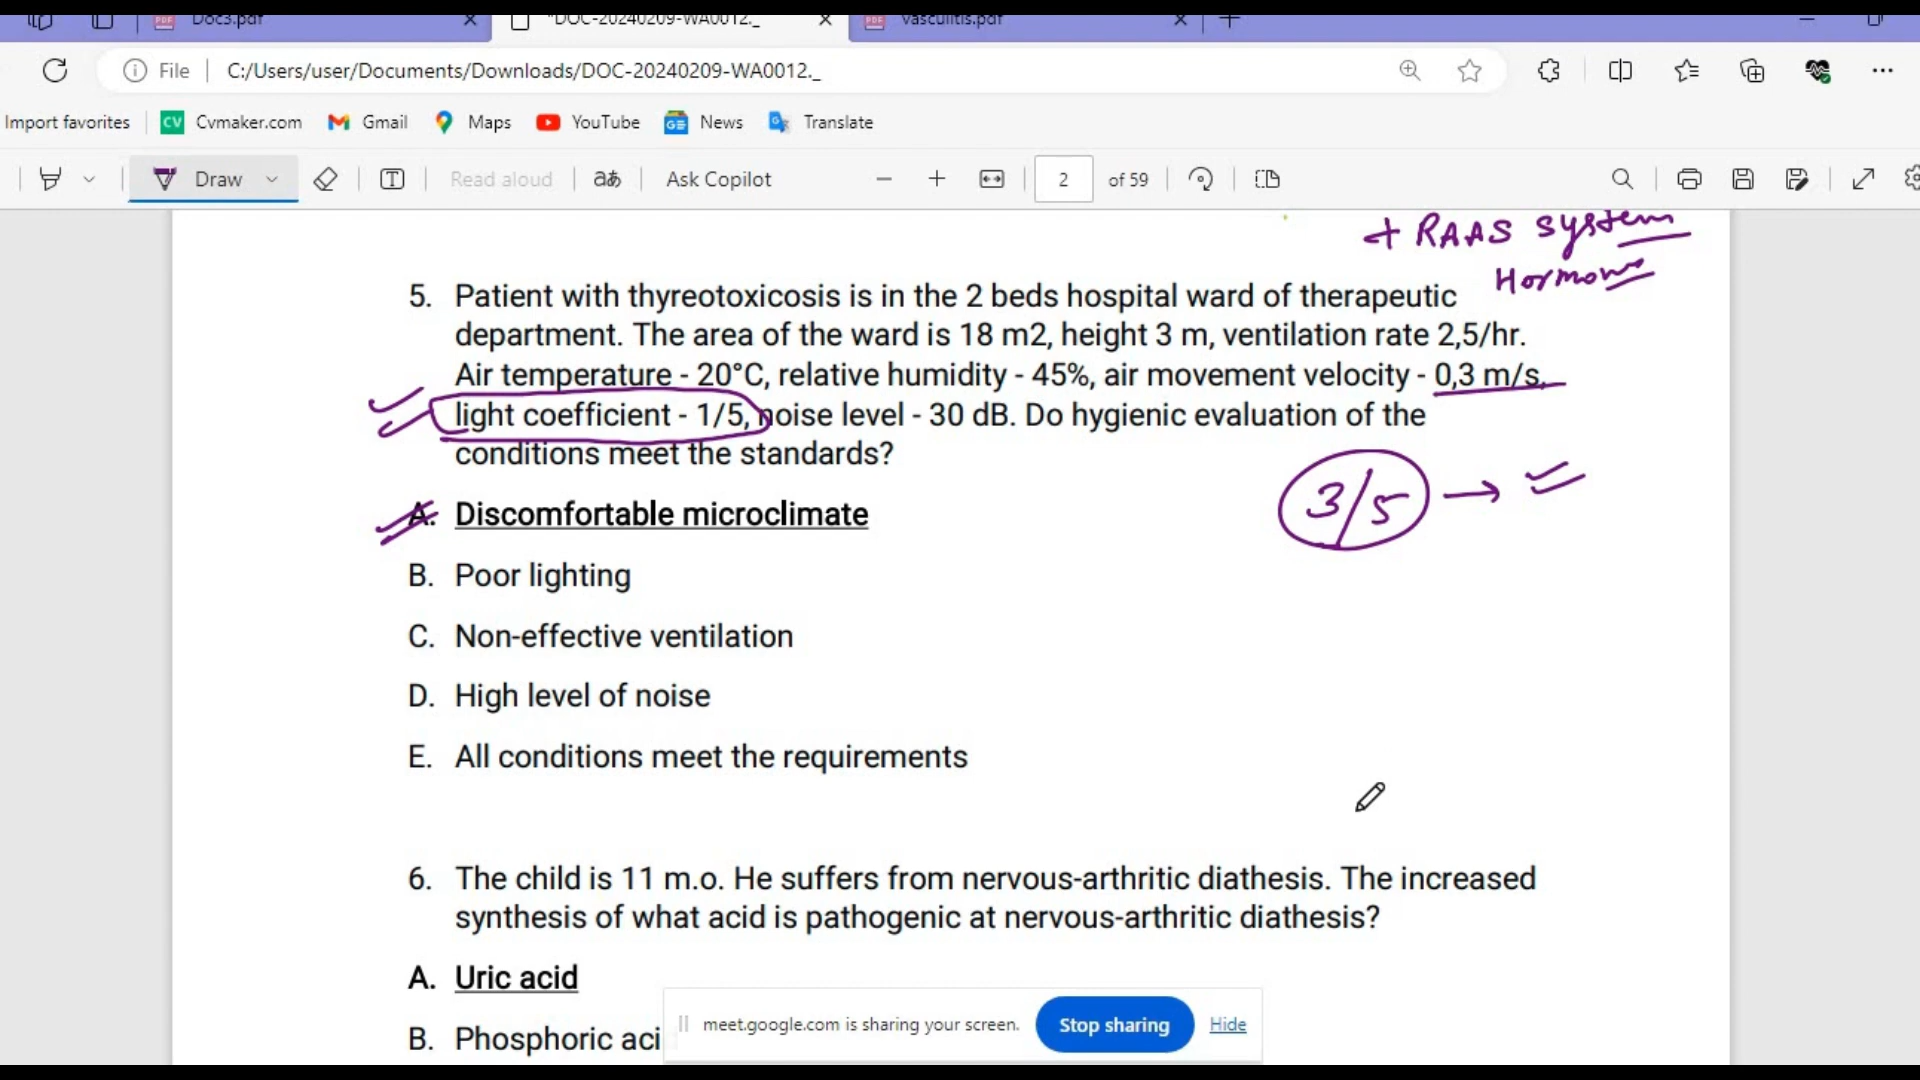 Doc3.pdf
*DOC-20240209-WA0012._
vasculitis.pdf
File
C:/Users/user/Documents/Downloads/DOC-20240209-WA0012._
Import favorites
CV Cvmaker.com
Gmail
Maps
YouTube
News
Translate
Draw
T
Read aloud
aあ
Ask Copilot
2 of 59
+ RAAS system
Hormone
5. Patient with thyreotoxicosis is in the 2 beds hospital ward of therapeutic
department. The area of the ward is 18 m2, height 3 m, ventilation rate 2,5/hr.
Air temperature - 20°C, relative humidity - 45%, air movement velocity - 0,3 m/s,
light coefficient - 1/5, noise level - 30 dB. Do hygienic evaluation of the
conditions meet the standards?
3/5 →
A. Discomfortable microclimate
B. Poor lighting
C. Non-effective ventilation
D. High level of noise
E. All conditions meet the requirements
6. The child is 11 m.o. He suffers from nervous-arthritic diathesis. The increased
synthesis of what acid is pathogenic at nervous-arthritic diathesis?
A. Uric acid
B. Phosphoric aci
meet.google.com is sharing your screen.
Stop sharing
Hide